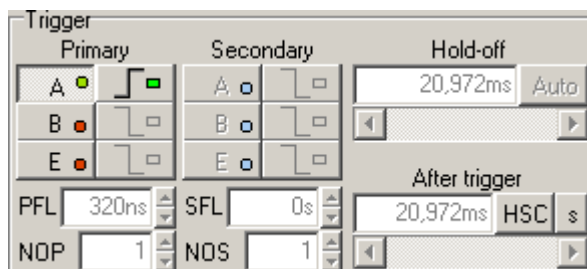 Trigger
Primary Secondary Hold-off
A A 20,972ms Auto
B B
E E After trigger
PFL 320ns SFL 0s 20,972ms HSC s
NOP 1 NOS 1